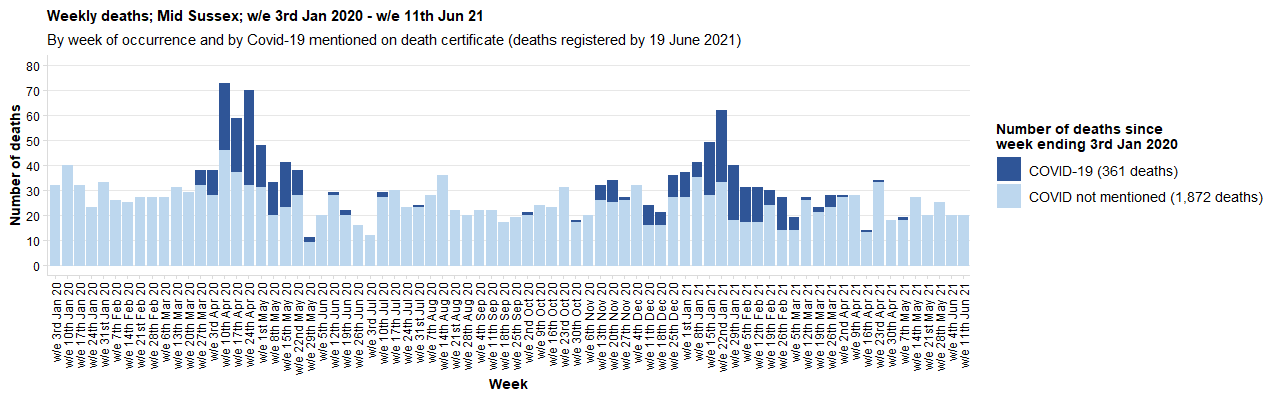 Weekly deaths; Mid Sussex; w/e 3rd Jan 2020 - w/e 11th Jun 21
By week of occurrence and by Covid-19 mentioned on death certificate (deaths registered by 19 June 2021)
Number of deaths
80
70
60
50
40
30
20
10
0
w/e 3rd Jan 20
w/e 10th Jan 20
w/e 17th Jan 20
w/e 24th Jan 20
w/e 31st Jan 20
w/e 7th Feb 20
w/e 14th Feb 20
w/e 21st Feb 20
w/e 28th Feb 20
w/e 6th Mar 20
w/e 13th Mar 20
w/e 20th Mar 20
w/e 27th Mar 20
w/e 3rd Apr 20
w/e 10th Apr 20
w/e 17th Apr 20
w/e 24th Apr 20
w/e 1st May 20
w/e 8th May 20
w/e 15th May 20
w/e 22nd May 20
w/e 29th May 20
w/e 5th Jun 20
w/e 12th Jun 20
w/e 19th Jun 20
w/e 26th Jun 20
w/e 3rd Jul 20
w/e 10th Jul 20
w/e 17th Jul 20
w/e 24th Jul 20
w/e 31st Jul 20
w/e 7th Aug 20
w/e 14th Aug 20
w/e 21st Aug 20
w/e 28th Aug 20
w/e 4th Sep 20
w/e 11th Sep 20
w/e 18th Sep 20
w/e 25th Sep 20
w/e 2nd Oct 20
w/e 9th Oct 20
w/e 16th Oct 20
w/e 23rd Oct 20
w/e 30th Oct 20
w/e 6th Nov 20
w/e 13th Nov 20
w/e 20th Nov 20
w/e 27th Nov 20
w/e 4th Dec 20
w/e 11th Dec 20
w/e 18th Dec 20
w/e 25th Dec 20
w/e 1st Jan 21
w/e 8th Jan 21
w/e 15th Jan 21
w/e 22nd Jan 21
w/e 29th Jan 21
w/e 5th Feb 21
w/e 12th Feb 21
w/e 19th Feb 21
w/e 26th Feb 21
w/e 5th Mar 21
w/e 12th Mar 21
w/e 19th Mar 21
w/e 26th Mar 21
w/e 2nd Apr 21
w/e 9th Apr 21
w/e 16th Apr 21
w/e 23rd Apr 21
w/e 30th Apr 21
w/e 7th May 21
w/e 14th May 21
w/e 21st May 21
w/e 28th May 21
w/e 4th Jun 21
w/e 11th Jun 21
Week
Number of deaths since
week ending 3rd Jan 2020
COVID-19 (361 deaths)
COVID not mentioned (1,872 deaths)